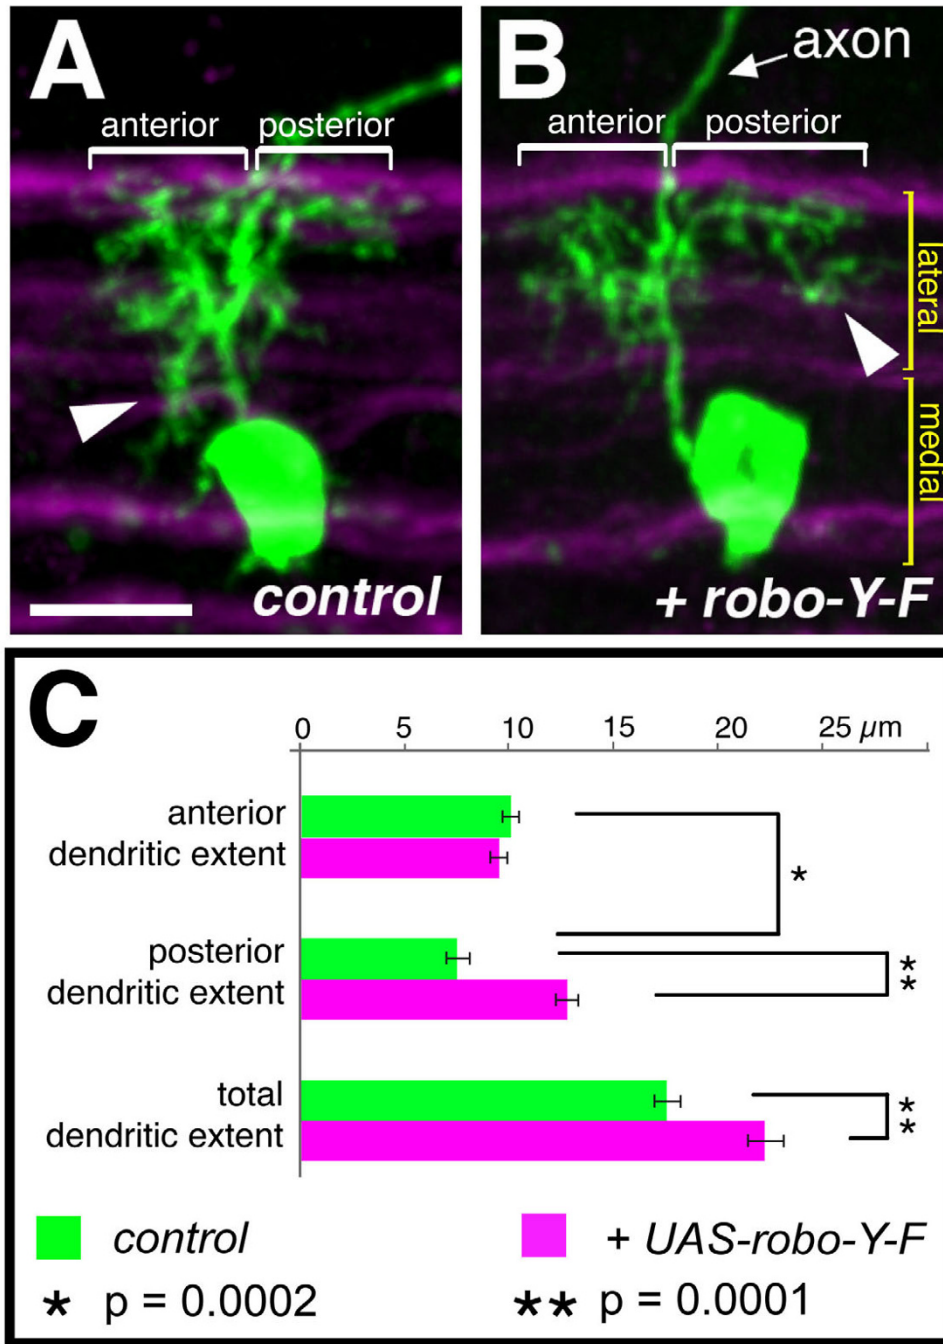 A
anterior posterior
control
B
axon
anterior posterior
lateral
medial
+ robo-Y-F
C
0 5 10 15 20 25 µm
anterior
dendritic extent
*
posterior
dendritic extent
**
total
dendritic extent
**
control + UAS-robo-Y-F
* p = 0.0002 ** p = 0.0001